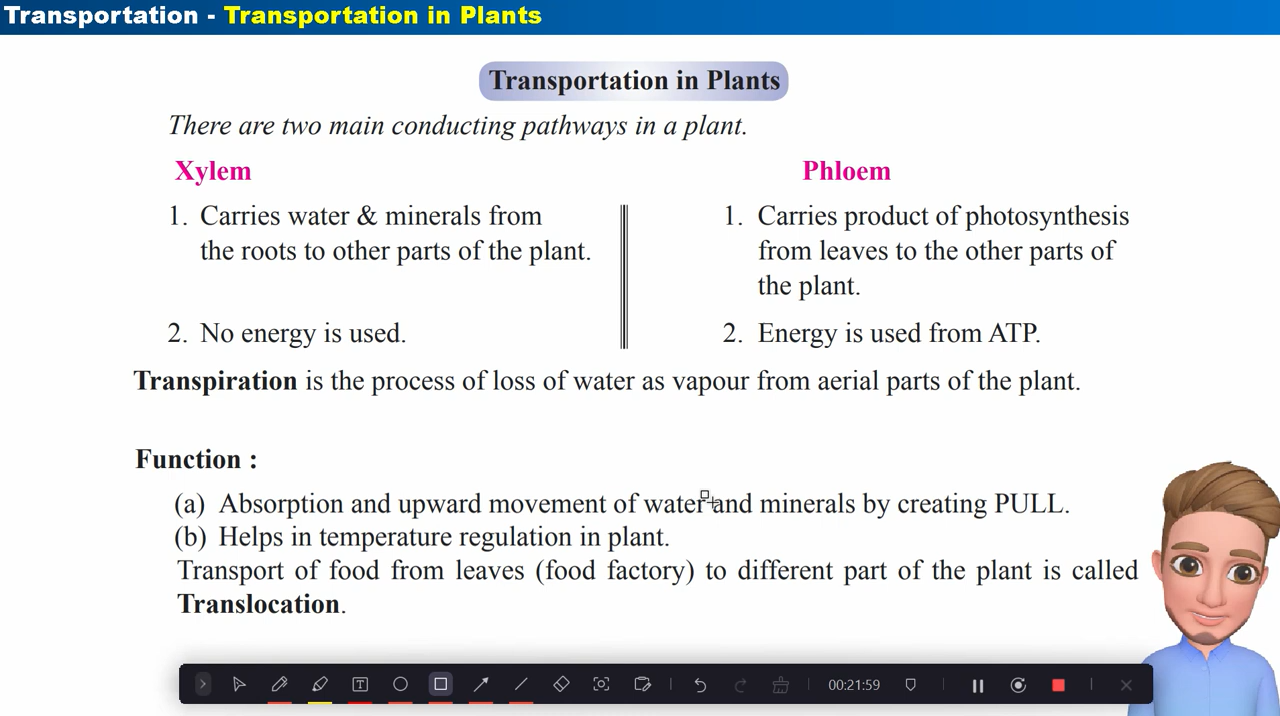 Transportation - Transportation in Plants
Transportation in Plants
There are two main conducting pathways in a plant.
Xylem
1. Carries water & minerals from
the roots to other parts of the plant.
2. No energy is used.
Phloem
1. Carries product of photosynthesis
from leaves to the other parts of
the plant.
2. Energy is used from ATP.
Transpiration is the process of loss of water as vapour from aerial parts of the plant.
Function :
(a) Absorption and upward movement of water and minerals by creating PULL.
(b) Helps in temperature regulation in plant.
Transport of food from leaves (food factory) to different part of the plant is called
Translocation.
00:21:59